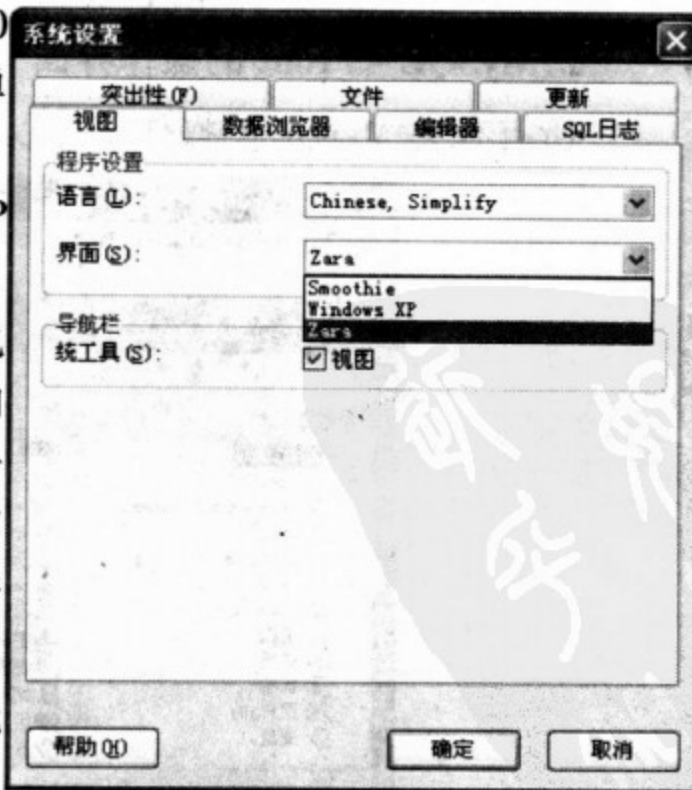 系统设置
突出性(F) 文件 更新
视图 数据浏览器 编辑器 SQL日志
程序设置
语言(L): Chinese, Simplify
界面(S): Zara
Smoothie
Windows XP
Zara
导航栏
统工具(S): 视图
帮助(H) 确定 取消